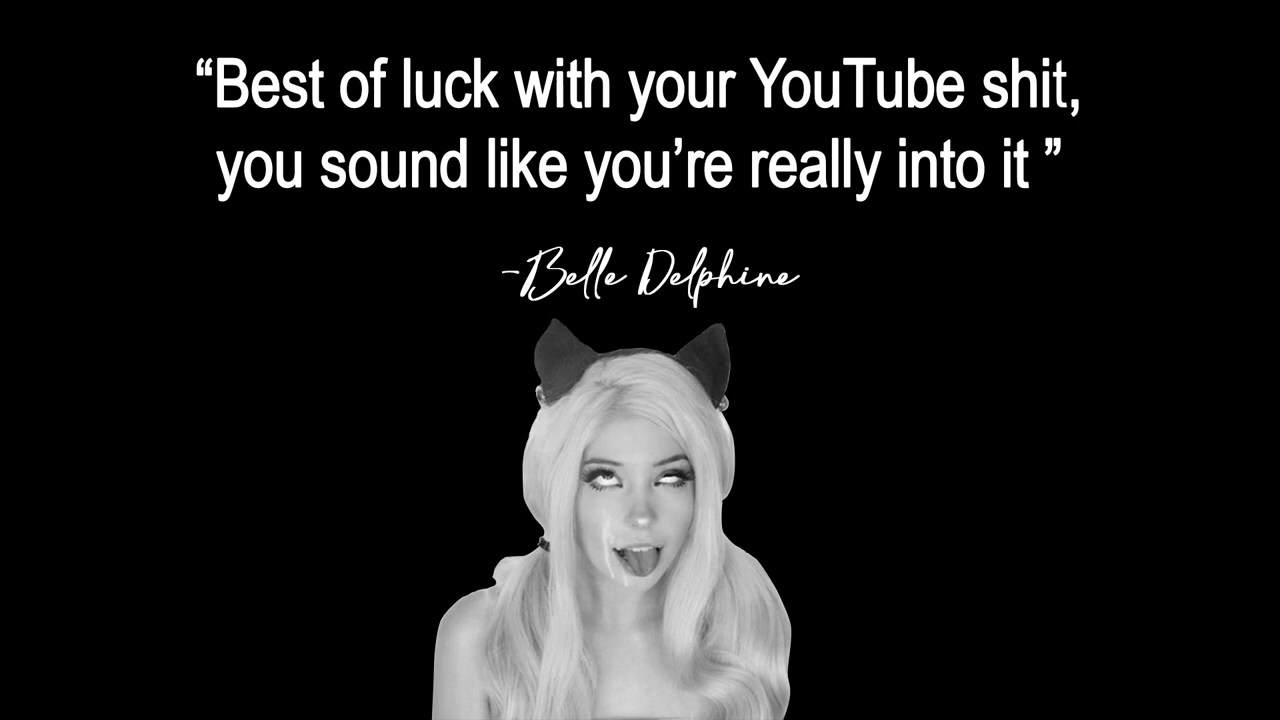 “Best of luck with your YouTube shit,
you sound like you’re really into it ”
-Belle Delphine